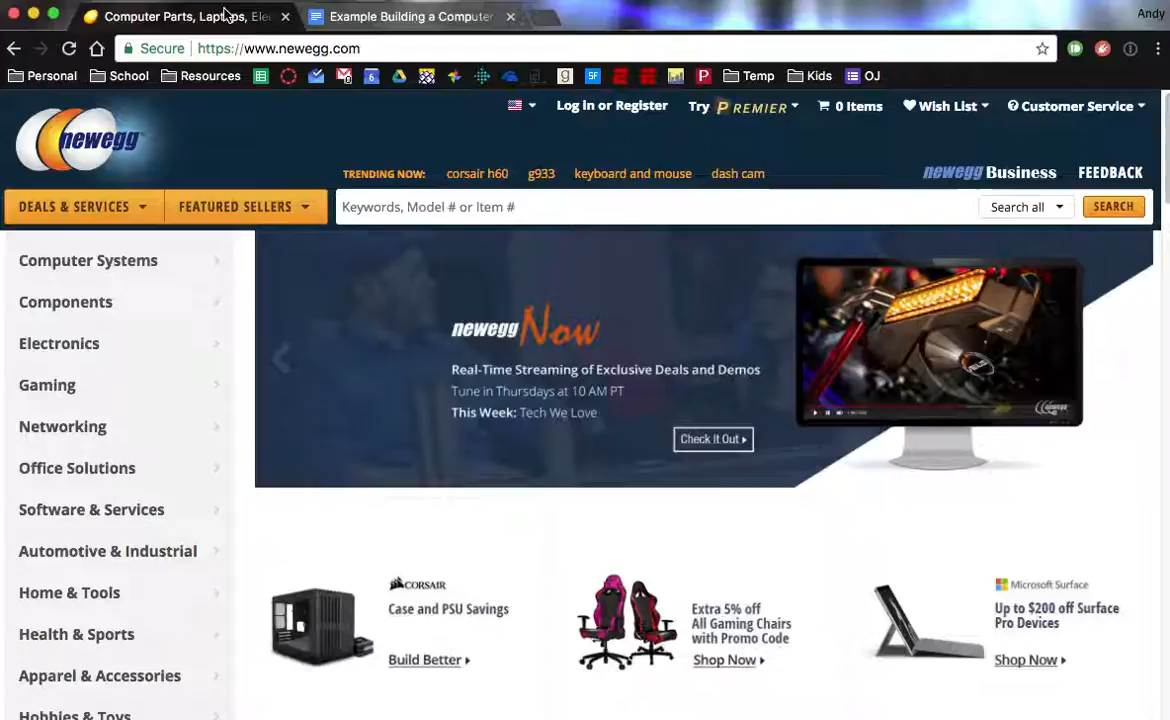 Computer Parts, Laptops, Ele
Example Building a Computer
Andy
Secure
https://www.newegg.com
Personal
School
Resources
Temp
Kids
OJ
Log in or Register
Try PREMIER
0 Items
Wish List
Customer Service
newegg
TRENDING NOW:
corsair h60
g933
keyboard and mouse
dash cam
newegg Business
FEEDBACK
DEALS & SERVICES
FEATURED SELLERS
Keywords, Model # or Item #
Search all
SEARCH
Computer Systems
Components
Electronics
Gaming
Networking
Office Solutions
Software & Services
Automotive & Industrial
Home & Tools
Health & Sports
Apparel & Accessories
Hobbies & Toys
newegg Now
Real-Time Streaming of Exclusive Deals and Demos
Tune in Thursdays at 10 AM PT
This Week: Tech We Love
Check It Out
CORSAIR
Case and PSU Savings
Build Better
Extra 5% off
All Gaming Chairs
with Promo Code
Shop Now
Microsoft Surface
Up to $200 off Surface
Pro Devices
Shop Now